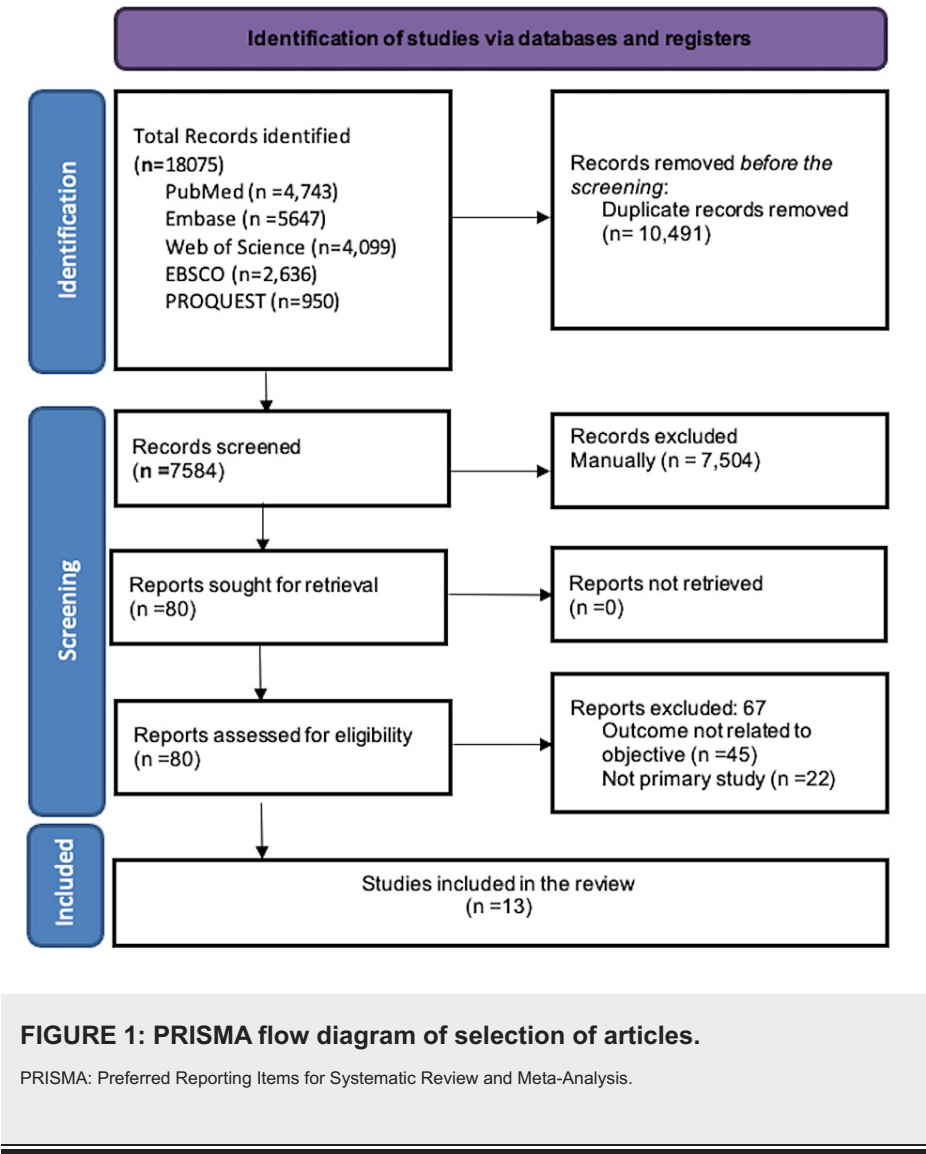 Identification of studies via databases and registers
Identification
Total Records identified
(n=18075)
PubMed (n =4,743)
Embase (n =5647)
Web of Science (n=4,099)
EBSCO (n=2,636)
PROQUEST (n=950)
Records removed before the
screening:
Duplicate records removed
(n= 10,491)
Screening
Records screened
(n =7584)
Records excluded
Manually (n = 7,504)
Reports sought for retrieval
(n =80)
Reports not retrieved
(n =0)
Reports assessed for eligibility
(n =80)
Reports excluded: 67
Outcome not related to
objective (n =45)
Not primary study (n =22)
Included
Studies included in the review
(n =13)
FIGURE 1: PRISMA flow diagram of selection of articles.
PRISMA: Preferred Reporting Items for Systematic Review and Meta-Analysis.